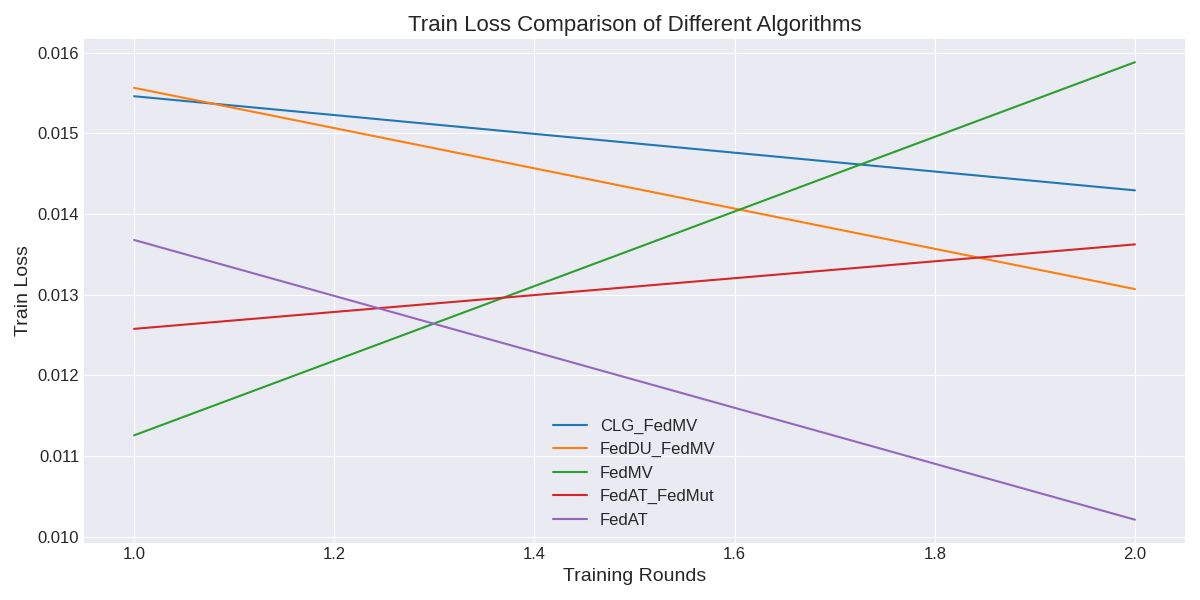 Train Loss Comparison of Different Algorithms
0.016
0.015
0.014
0.013
0.012
0.011
0.010
Train Loss
CLG_FedMV
FedDU_FedMV
FedMV
FedAT_FedMut
FedAT
1.0 1.2 1.4 1.6 1.8 2.0
Training Rounds